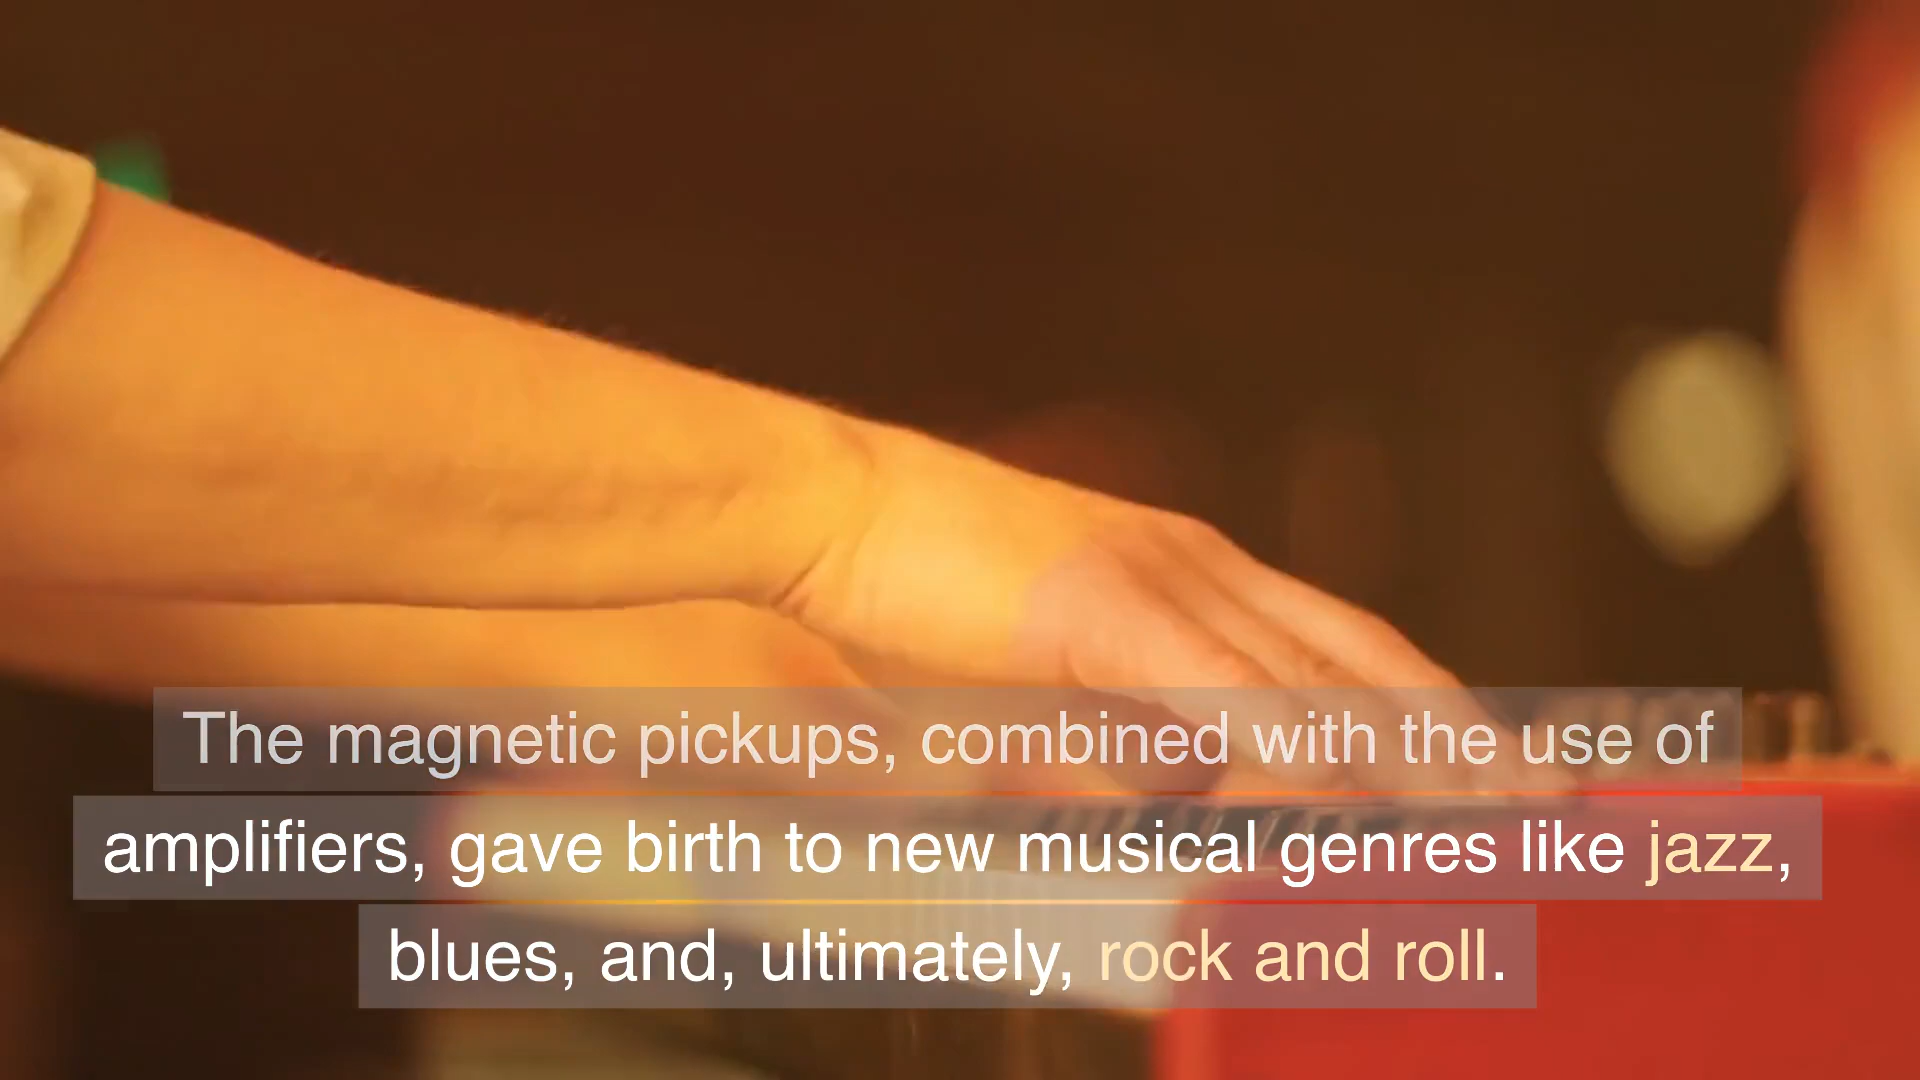 The magnetic pickups, combined with the use of
amplifiers, gave birth to new musical genres like jazz,
blues, and, ultimately, rock and roll.